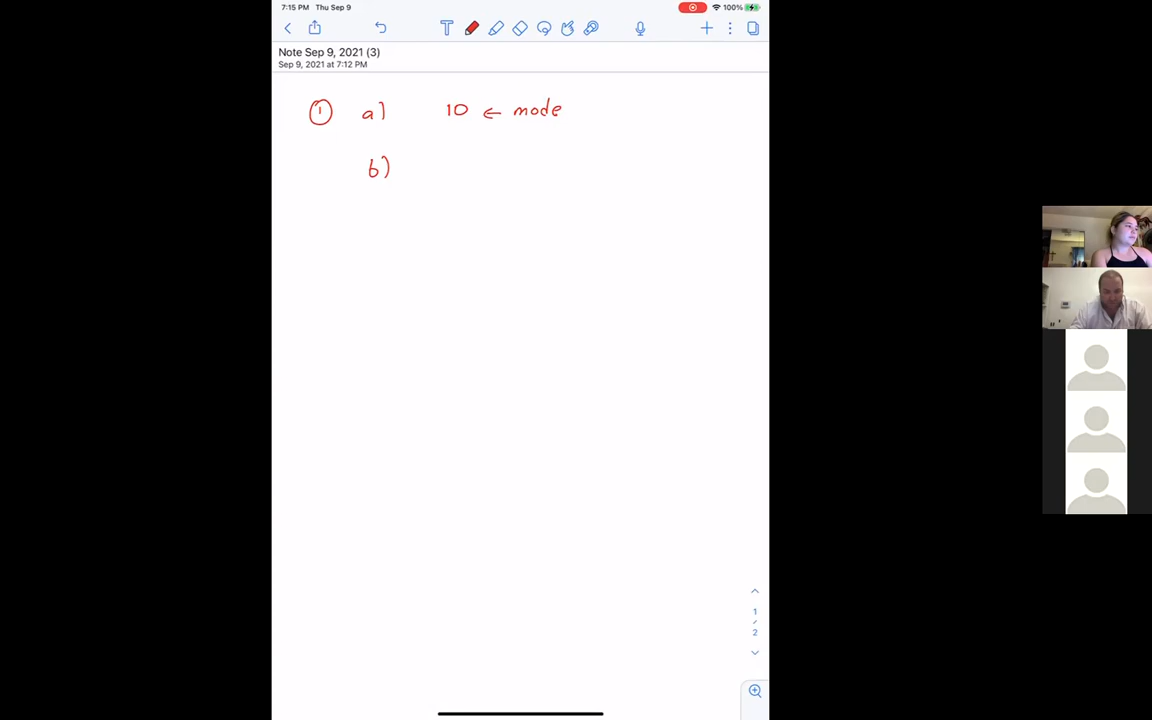 7:15 PM Thu Sep 9 100%
Note Sep 9, 2021 (3)
Sep 9, 2021 at 7:12 PM
① a) 10 ← mode
b)
1
2